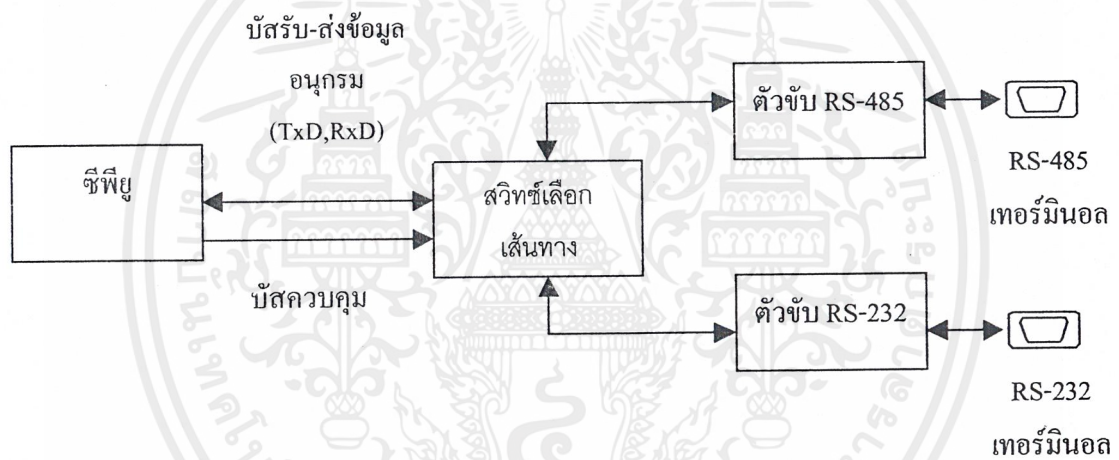 บัสรับ-ส่งข้อมูล
อนุกรม
(TxD,RxD)
ซีพียู
สวิทซ์เลือก
เส้นทาง
บัสควบคุม
ตัวขับ RS-485
RS-485
เทอร์มินอล
ตัวขับ RS-232
RS-232
เทอร์มินอล